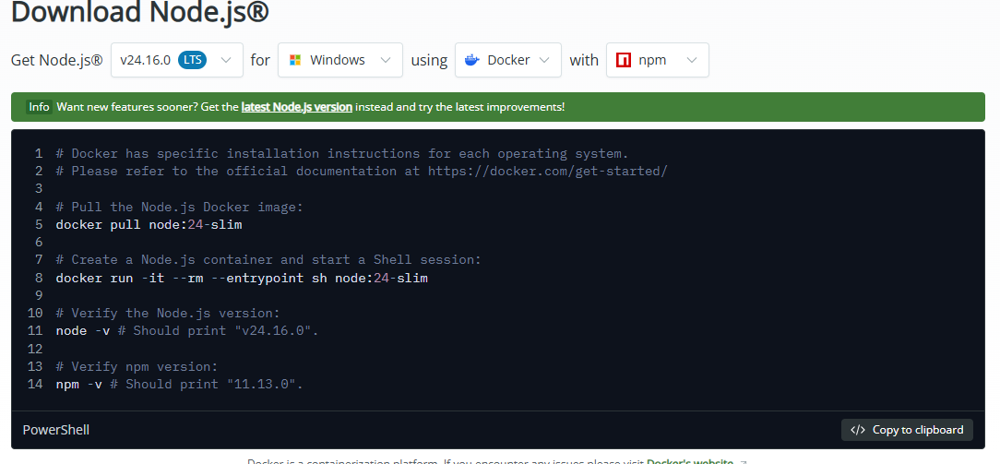 Download Node.js®
Get Node.js® v24.16.0 LTS for Windows using Docker with npm
Info Want new features sooner? Get the latest Node.js version instead and try the latest improvements!
1 # Docker has specific installation instructions for each operating system.
2 # Please refer to the official documentation at https://docker.com/get-started/
3
4 # Pull the Node.js Docker image:
5 docker pull node:24-slim
6
7 # Create a Node.js container and start a Shell session:
8 docker run -it --rm --entrypoint sh node:24-slim
9
10 # Verify the Node.js version:
11 node -v # Should print "v24.16.0".
12
13 # Verify npm version:
14 npm -v # Should print "11.13.0".
PowerShell </> Copy to clipboard
Docker is a containerization platform. If you encounter any issues please visit Docker's website